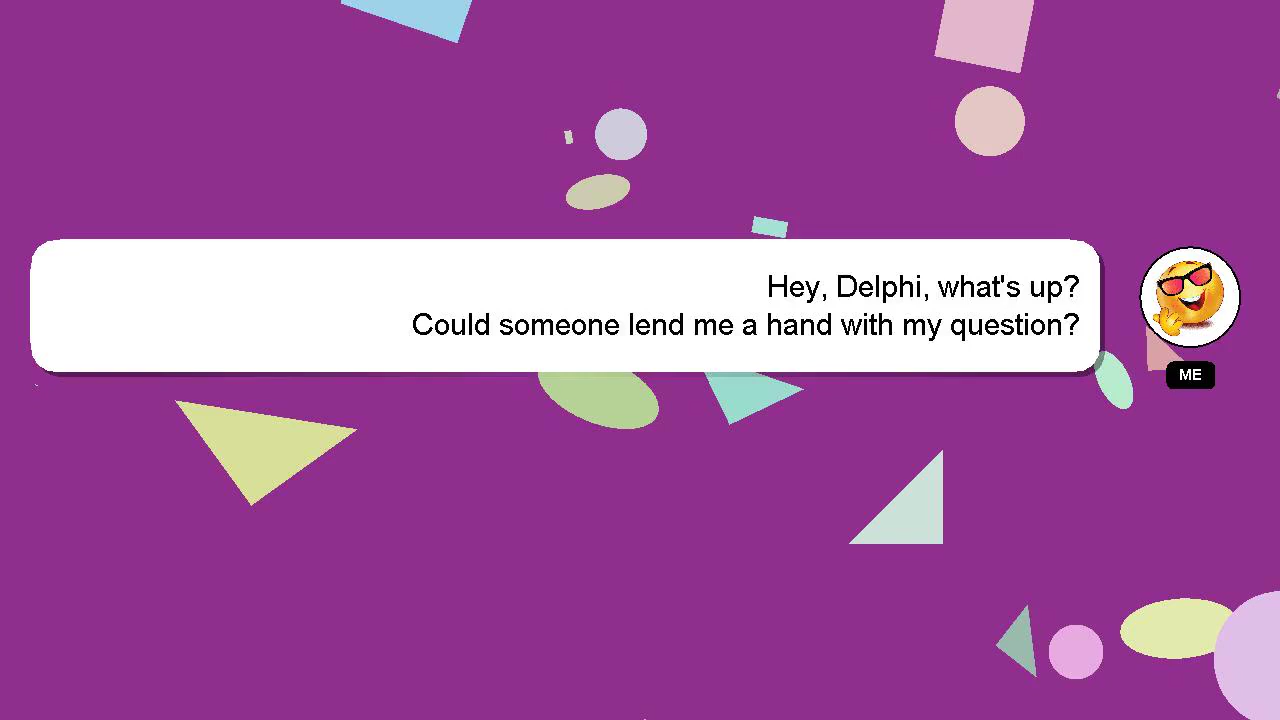 Hey, Delphi, what's up?
Could someone lend me a hand with my question?
ME